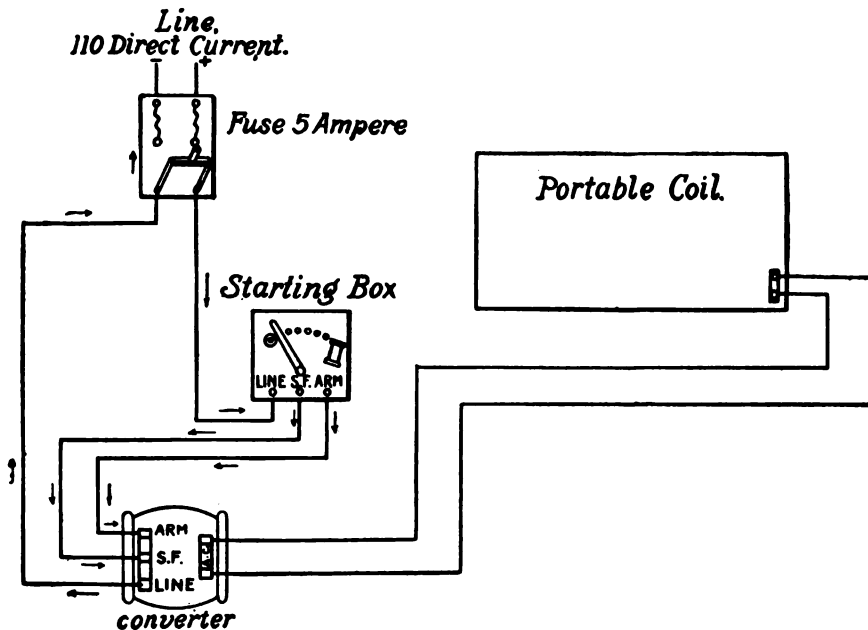 Line,
110 Direct Current.
- +
Fuse 5 Ampere
Portable Coil.
Starting Box
LINE S.F. ARM
ARM
S.F.
LINE
A.C.
converter